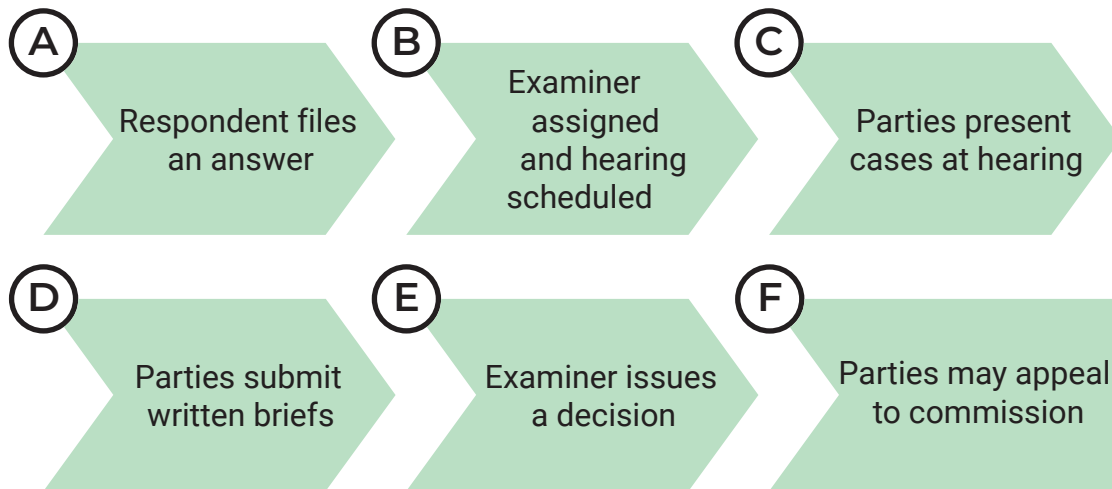 A
Respondent files
an answer
B
Examiner
assigned
and hearing
scheduled
C
Parties present
cases at hearing
D
Parties submit
written briefs
E
Examiner issues
a decision
F
Parties may appeal
to commission